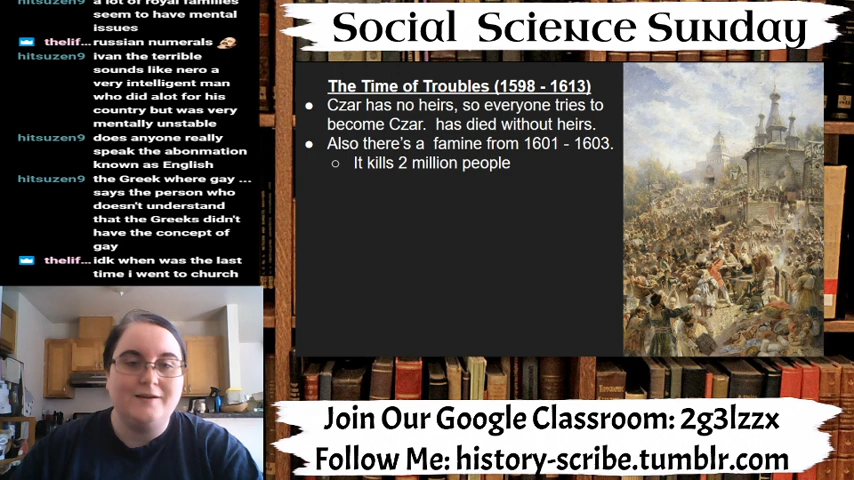 a lot of royal families
seem to have mental
issues
thelif... russian numerals
hitsuzen9 ivan the terrible
sounds like nero a
very intelligent man
who did alot for his
country but was very
mentally unstable
hitsuzen9 does anyone really
speak the abonmation
known as English
hitsuzen9 the Greek where gay ...
says the person who
doesn't understand
that the Greeks didn't
have the concept of
gay
thelif... idk when was the last
time i went to church
Social Science Sunday
The Time of Troubles (1598 - 1613)
● Czar has no heirs, so everyone tries to
become Czar. has died without heirs.
● Also there's a famine from 1601 - 1603.
○ It kills 2 million people
Join Our Google Classroom: 2g3lzzx
Follow Me: history-scribe.tumblr.com